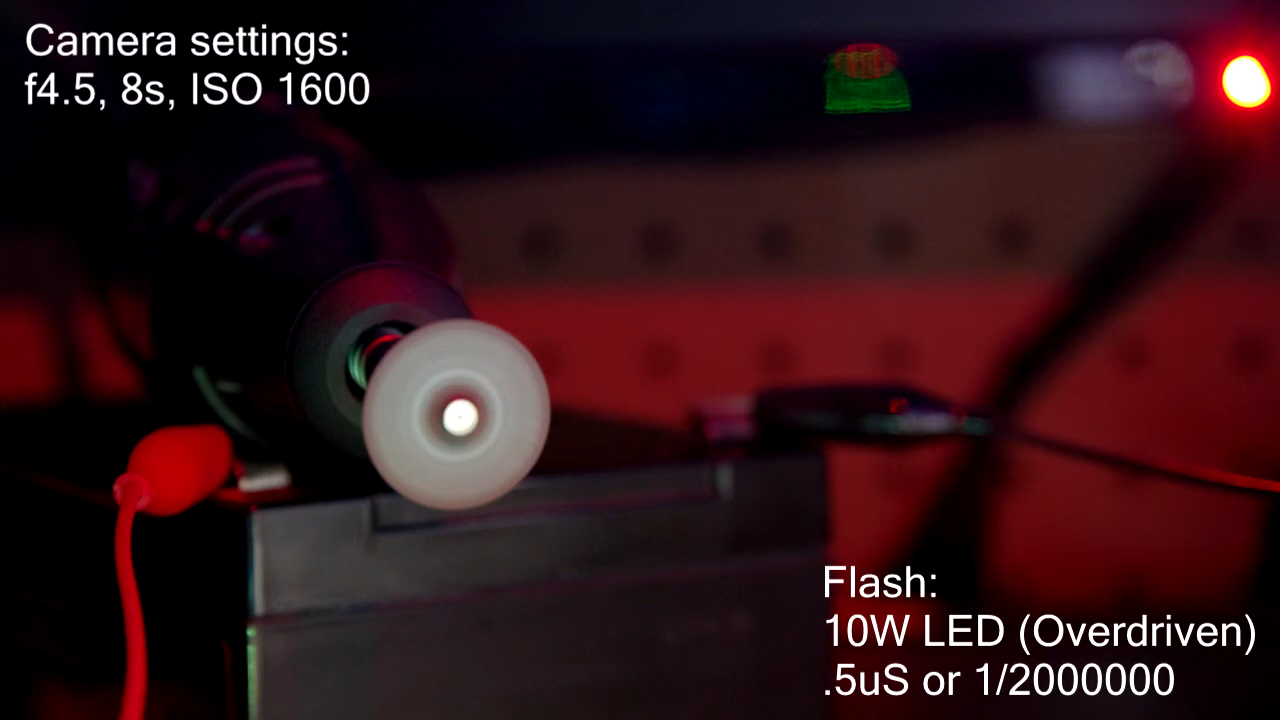 Camera settings:
f4.5, 8s, ISO 1600
Flash:
10W LED (Overdriven)
.5uS or 1/2000000